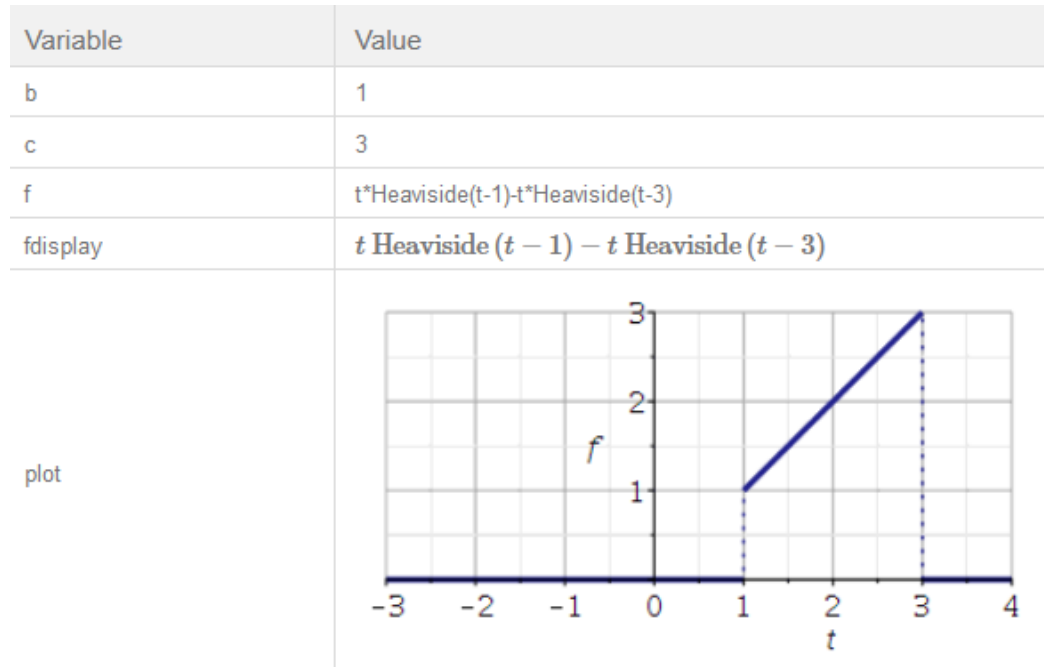 Variable Value
b 1
c 3
f t*Heaviside(t-1)-t*Heaviside(t-3)
fdisplay t Heaviside (t − 1) − t Heaviside (t − 3)
plot
3
2
f
1
-3 -2 -1 0 1 2 3 4
t